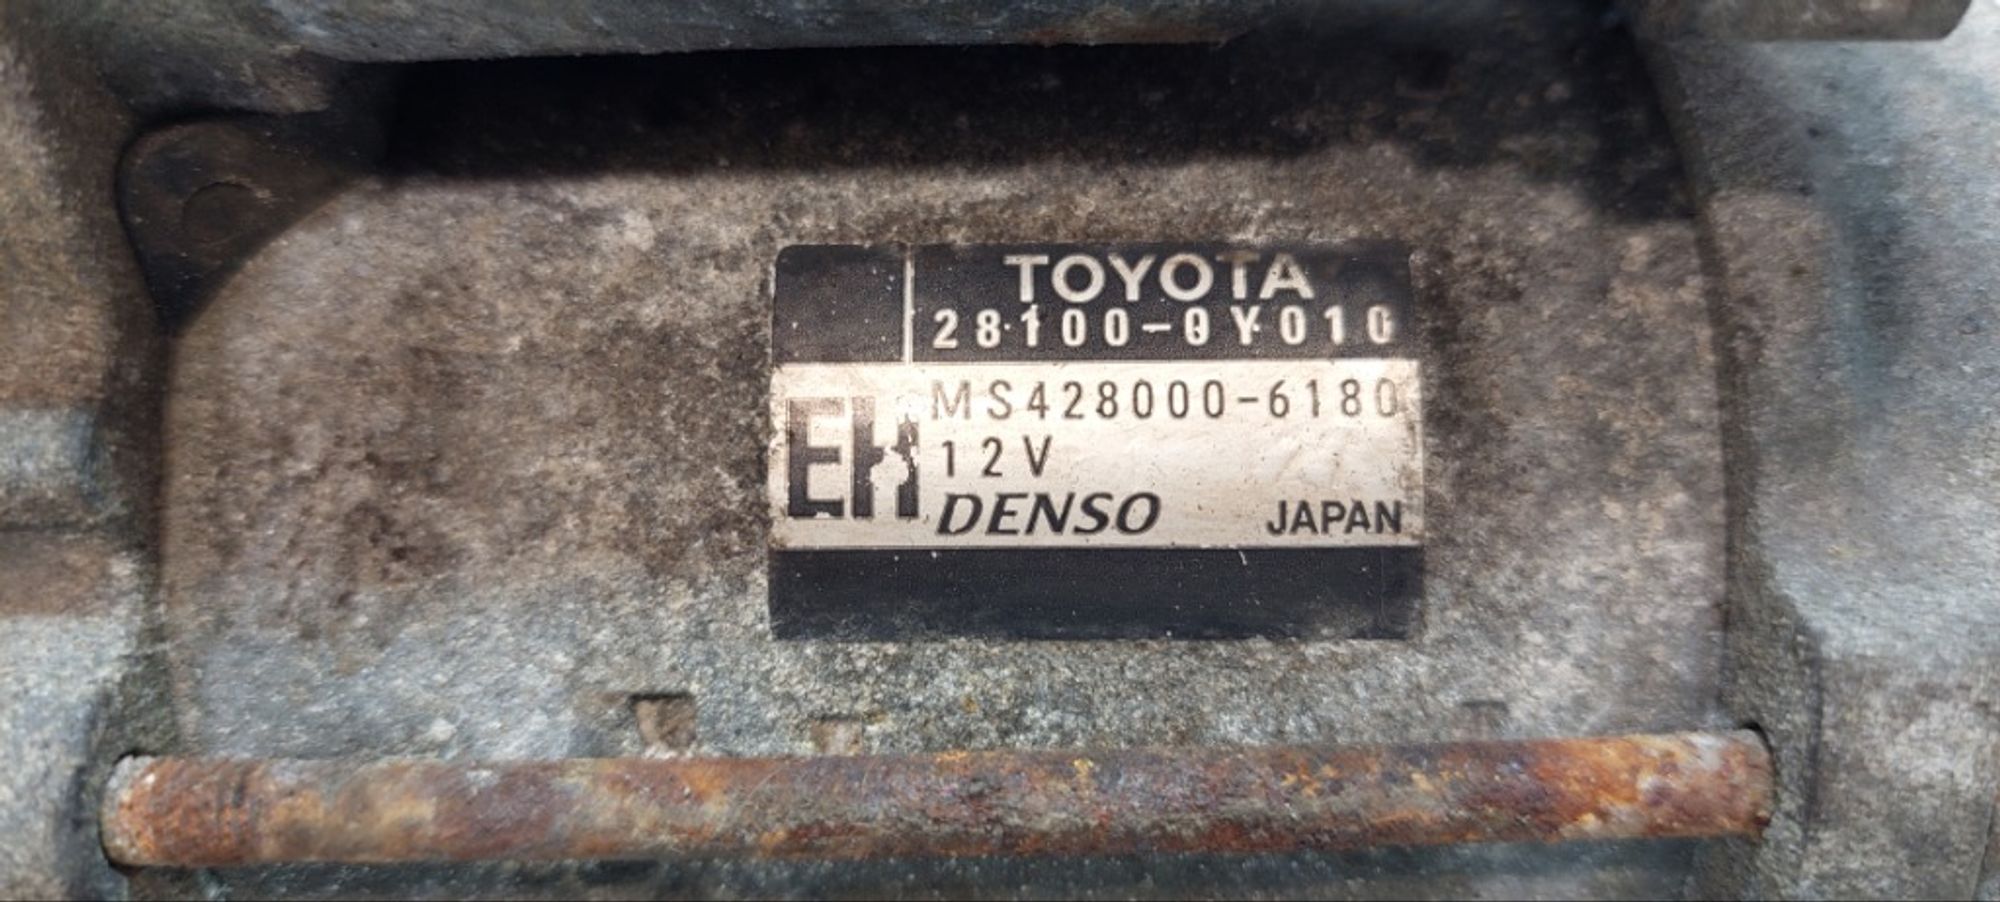 TOYOTA
28100-0Y010
EH
MS428000-6180
12V
DENSO JAPAN